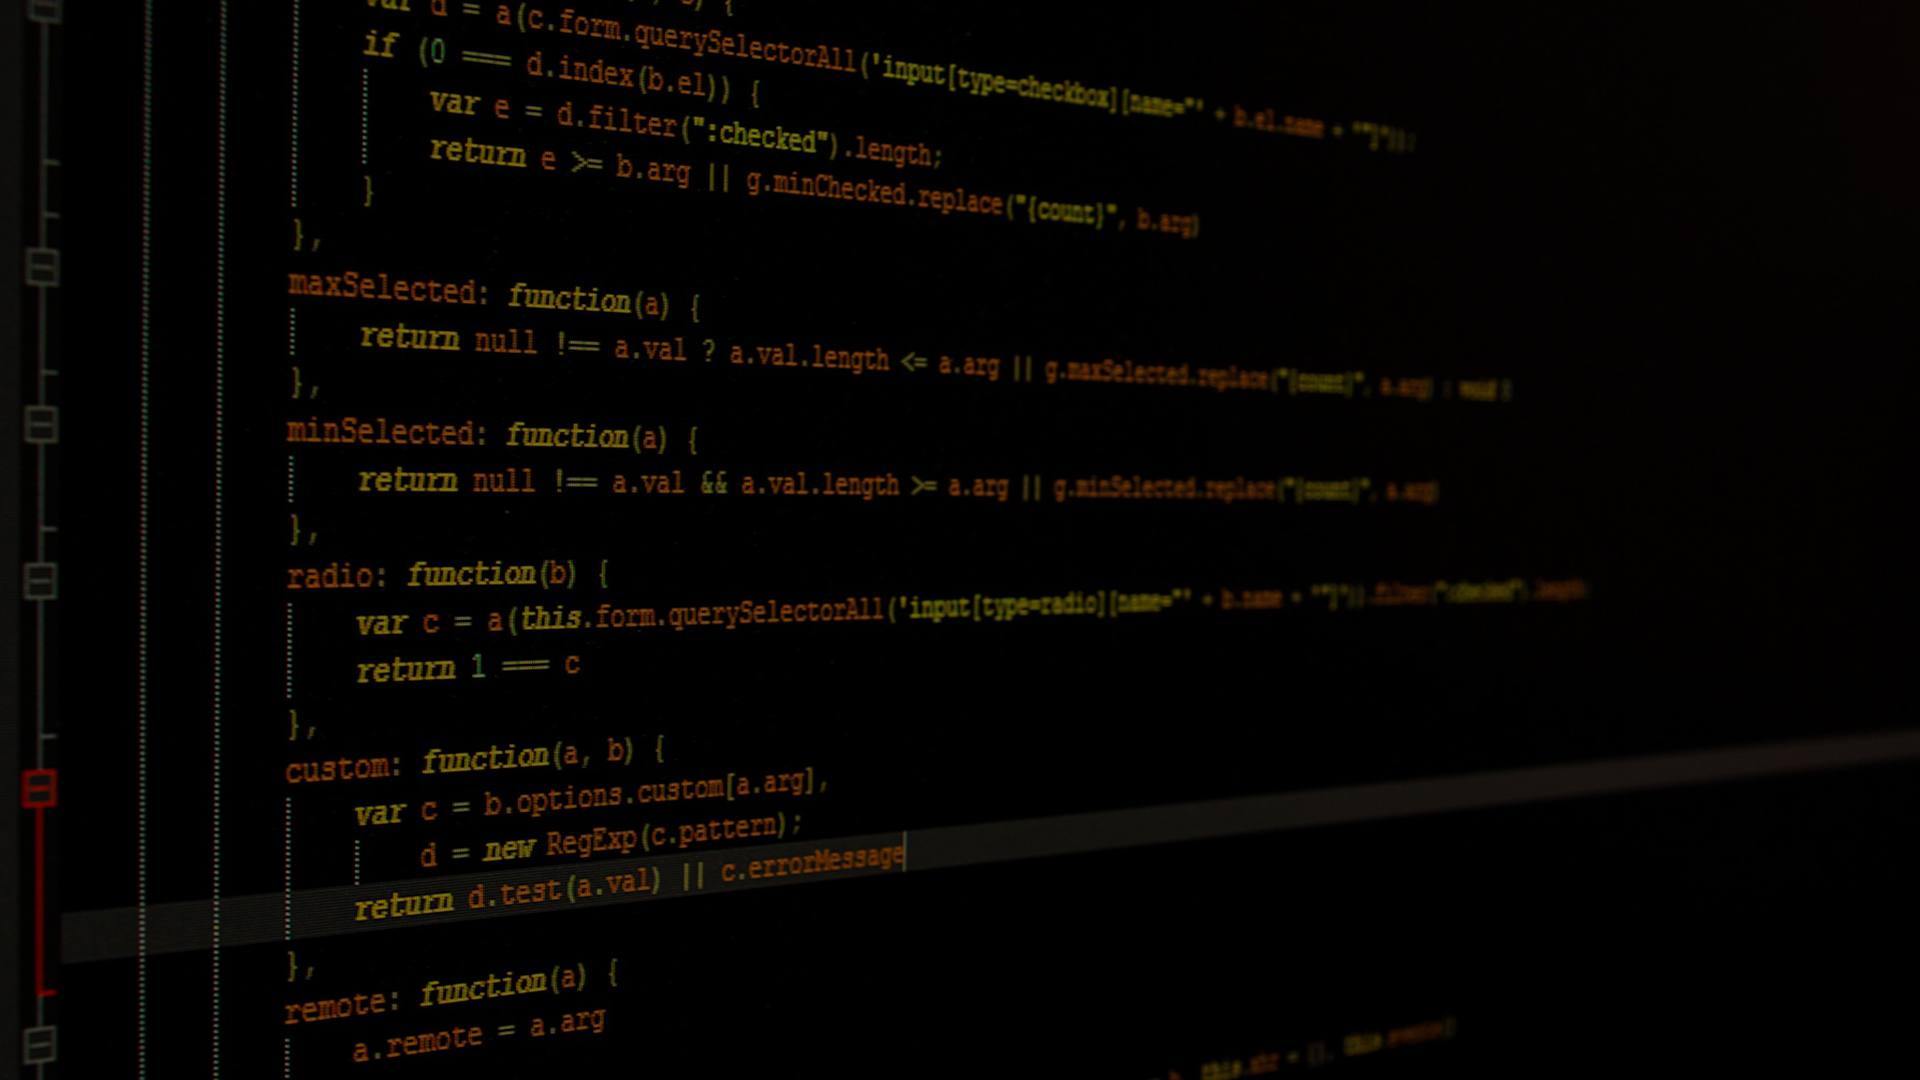 var d = a(c.form.querySelectorAll('input[type=checkbox][name="' + b.el.name + '"]'));
if (0 === d.index(b.el)) {
var e = d.filter(":checked").length;
return e >= b.arg || g.minChecked.replace("{count}", b.arg)
}
},
maxSelected: function(a) {
return null !== a.val ? a.val.length <= a.arg || g.maxSelected.replace("{count}", a.arg) : void 0
},
minSelected: function(a) {
return null !== a.val && a.val.length >= a.arg || g.minSelected.replace("{count}", a.arg)
},
radio: function(b) {
var c = a(this.form.querySelectorAll('input[type=radio][name="' + b.name + '"]')).filter(":checked").length;
return 1 === c
},
custom: function(a, b) {
var c = b.options.custom[a.arg],
d = new RegExp(c.pattern);
return d.test(a.val) || c.errorMessage
},
remote: function(a) {
a.remote = a.arg
this.xhr = {}, this.events()